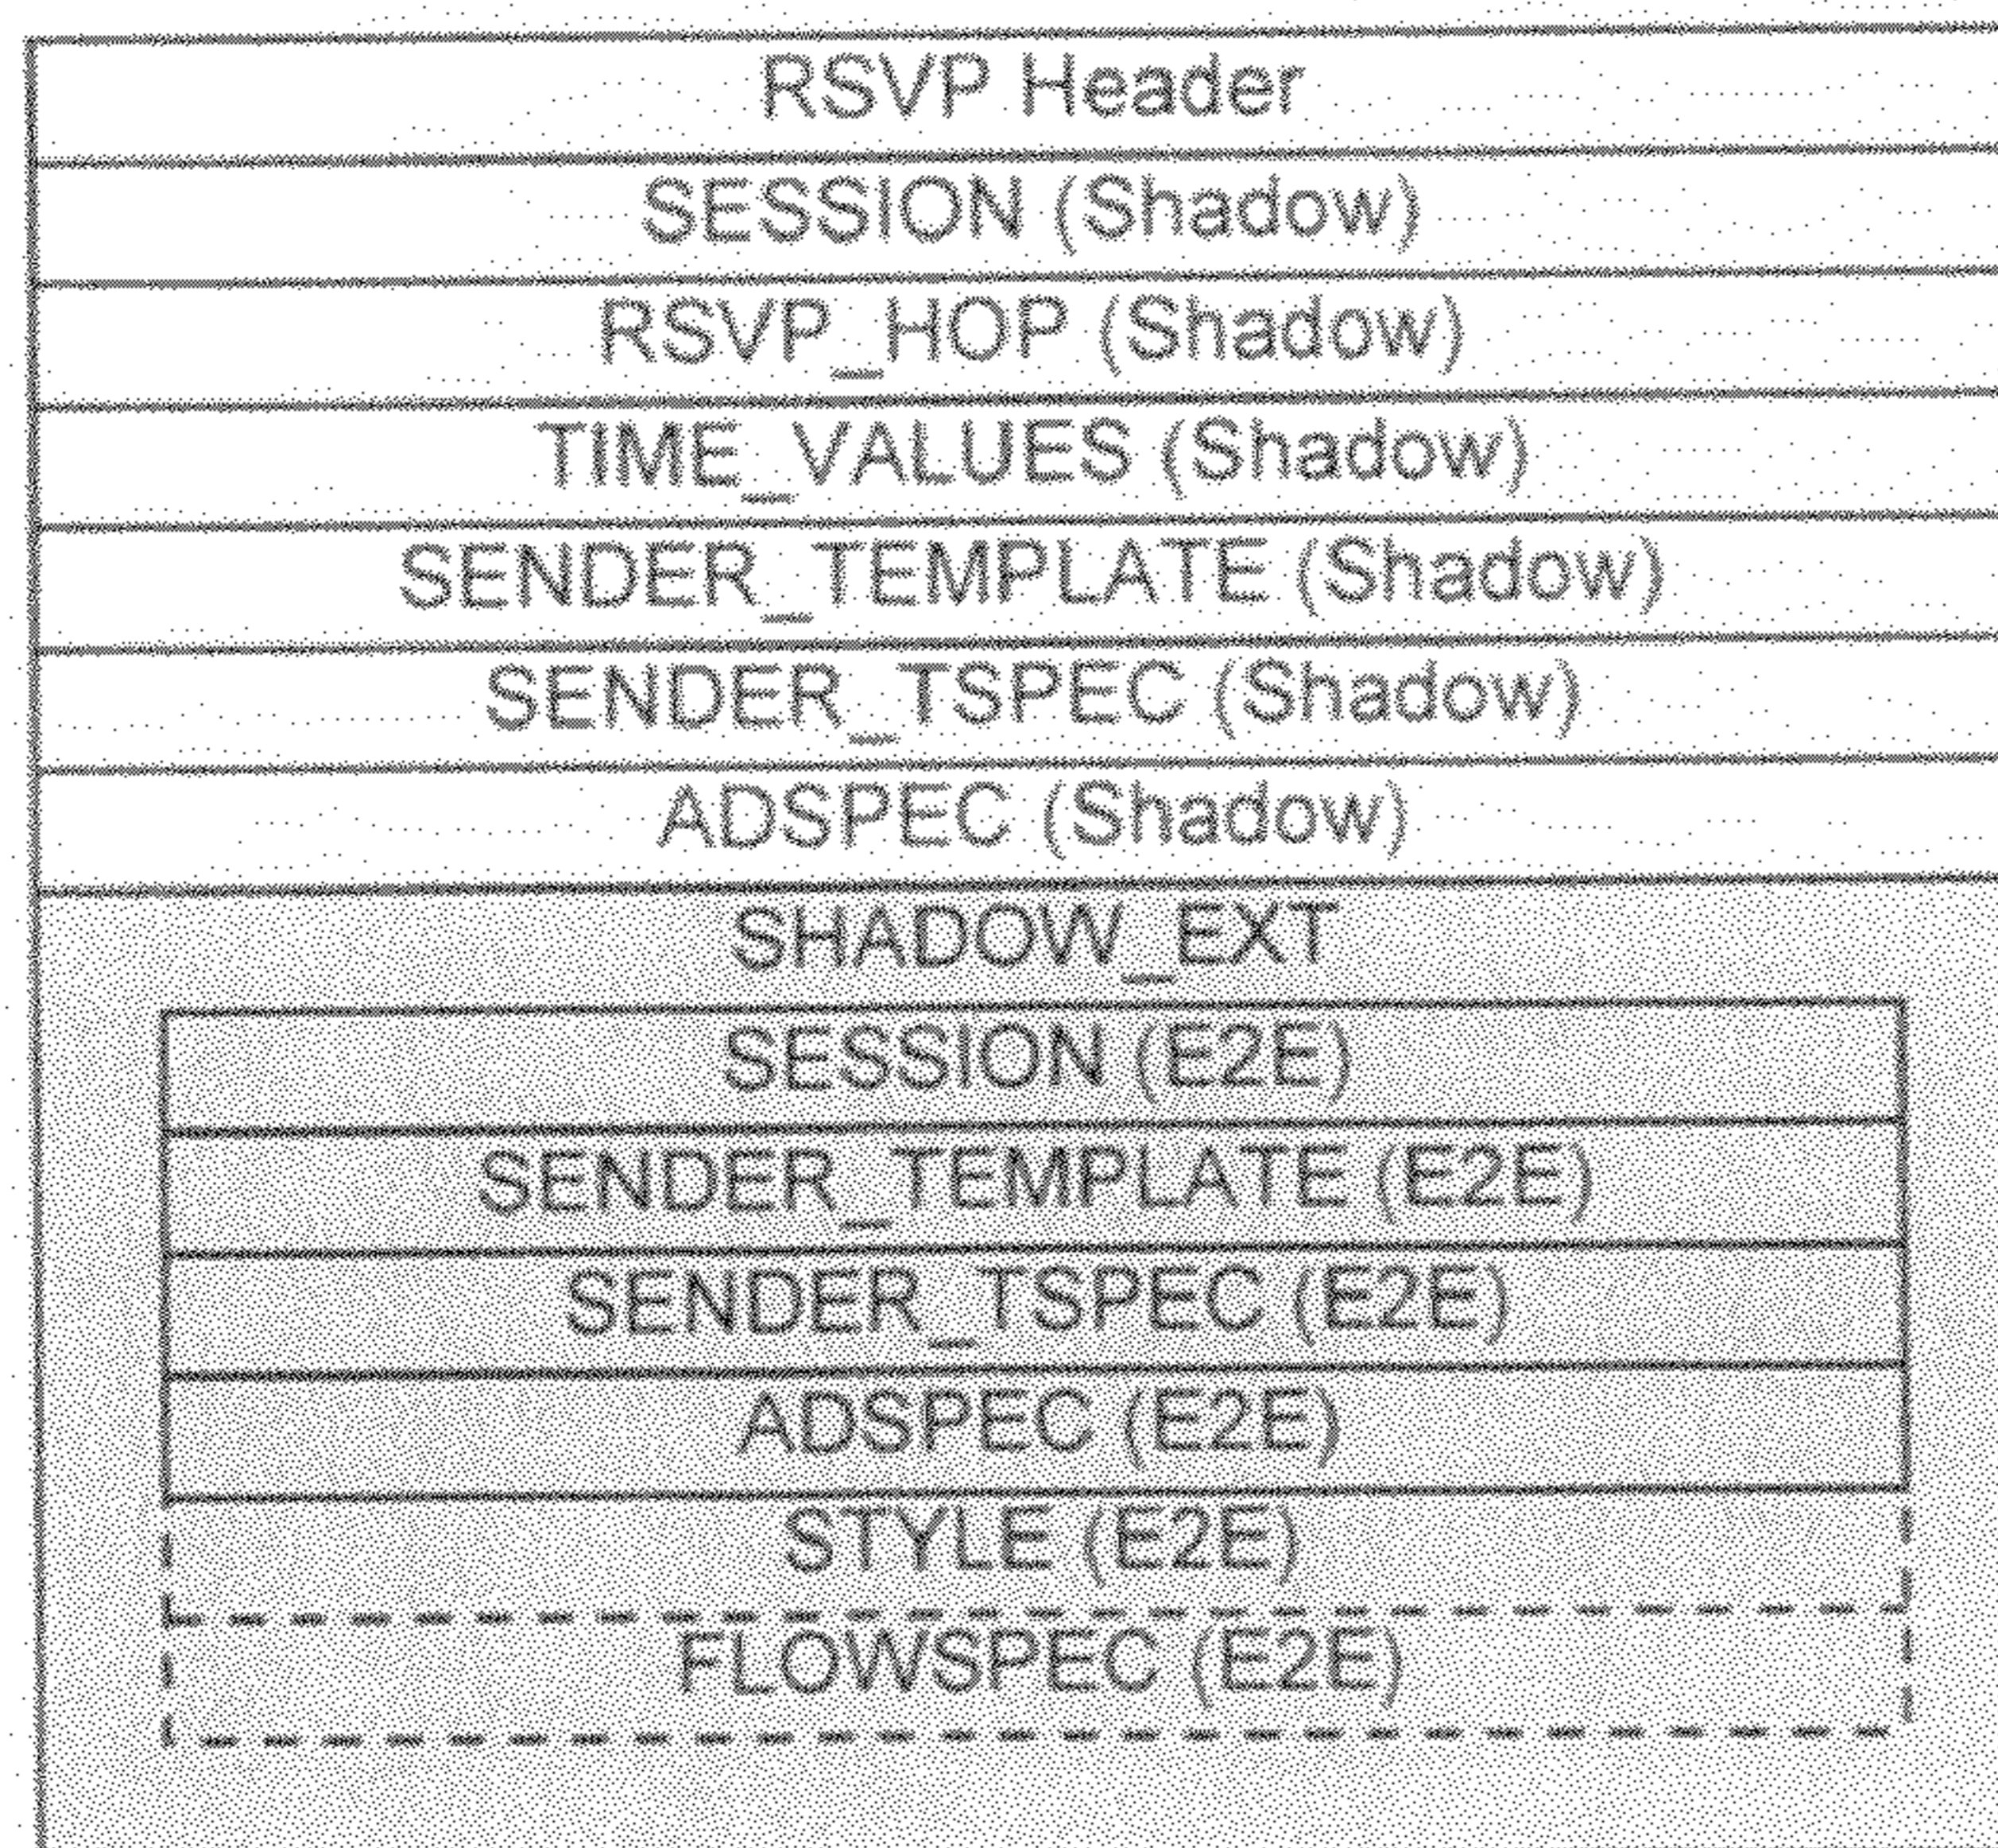 RSVP Header
SESSION (Shadow)
RSVP_HOP (Shadow)
TIME_VALUES (Shadow)
SENDER_TEMPLATE (Shadow)
SENDER_TSPEC (Shadow)
ADSPEC (Shadow)
SHADOW_EXT
SESSION (E2E)
SENDER_TEMPLATE (E2E)
SENDER_TSPEC (E2E)
ADSPEC (E2E)
STYLE (E2E)
FLOWSPEC (E2E)